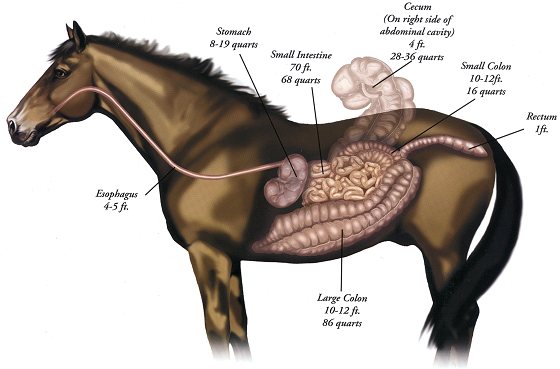 Cecum
(On right side of
abdominal cavity)
4 ft.
28-36 quarts
Stomach
8-19 quarts
Small Intestine
70 ft.
68 quarts
Small Colon
10-12ft.
16 quarts
Rectum
1ft.
Esophagus
4-5 ft.
Large Colon
10-12 ft.
86 quarts